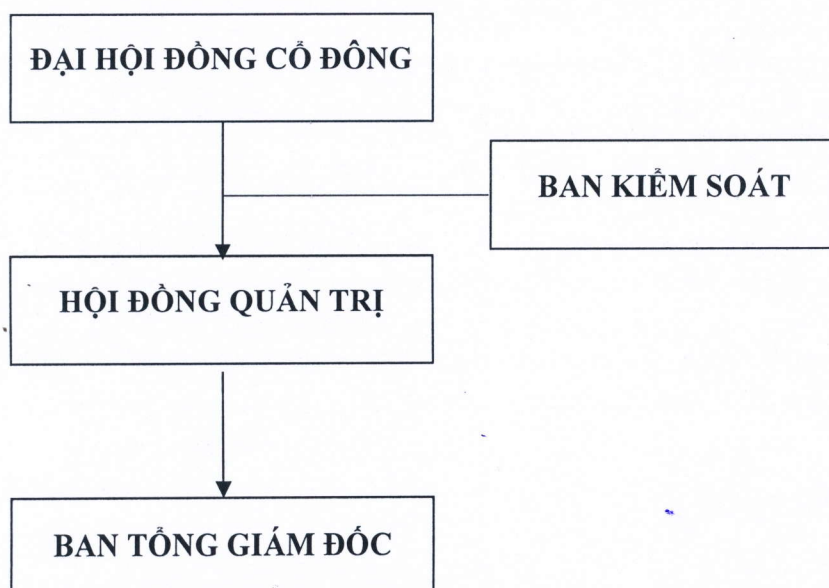 ĐẠI HỘI ĐỒNG CỔ ĐÔNG
BAN KIỂM SOÁT
HỘI ĐỒNG QUẢN TRỊ
BAN TỔNG GIÁM ĐỐC